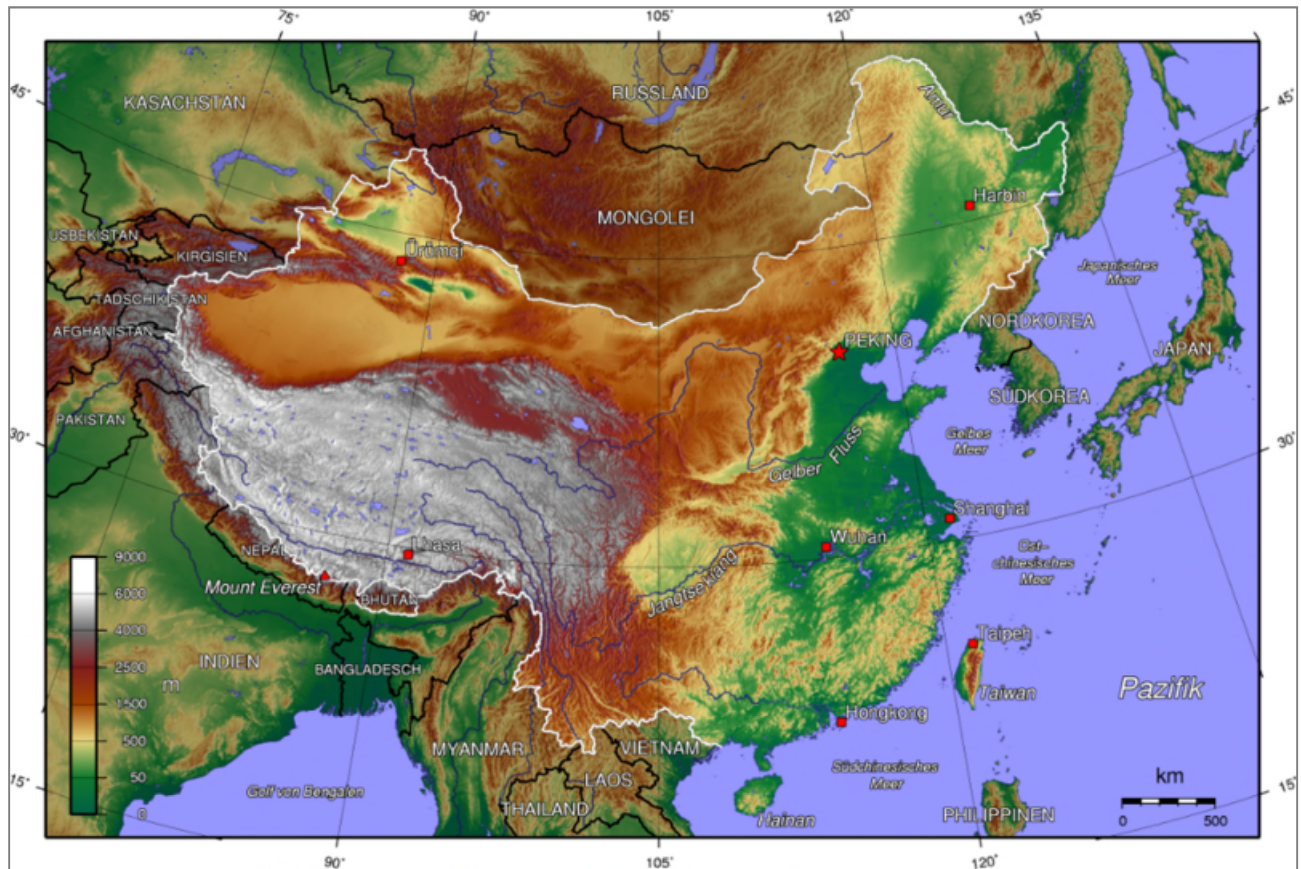 75°
90°
105°
120°
135°
45°
45°
KASACHSTAN
RUSSLAND
Amur
Harbin
MONGOLEI
USBEKISTAN
KIRGISIEN
Ürümqi
Japanisches
Meer
TADSCHIKISTAN
AFGHANISTAN
NORDKOREA
PEKING
JAPAN
SÜDKOREA
PAKISTAN
30°
30°
Gelbes
Meer
Gelber Fluss
Shanghai
Wuhan
Lhasa
NEPAL
Ost-
chinesisches
Meer
Mount Everest
BHUTAN
Jangtsekiang
9000
6000
4000
2500
1500
500
50
0
m
Taipeh
INDIEN
BANGLADESCH
Taiwan
Pazifik
Hongkong
MYANMAR
VIETNAM
15°
15°
Südchinesisches
Meer
LAOS
Golf von Bengalen
km
THAILAND
Hainan
PHILIPPINEN
0
500
90°
105°
120°